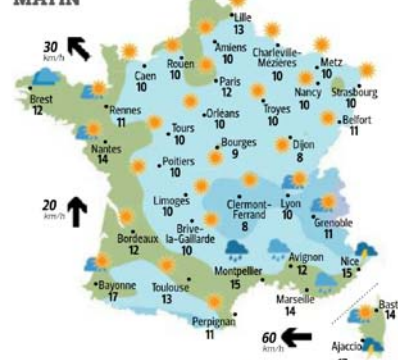 MATIN
Lille
13
30
km/h
Amiens
10
Charleville-
Mézières
10
Rouen
10
Caen
10
Metz
10
Paris
12
Nancy
10
Strasbourg
10
Brest
12
Rennes
11
Orléans
10
Troyes
10
Belfort
11
Tours
10
Nantes
14
Bourges
9
Dijon
8
Poitiers
10
20
km/h
Limoges
10
Clermont-
Ferrand
8
Lyon
10
Grenoble
11
Bordeaux
12
Brive-
la-Gaillarde
10
Avignon
12
Nice
15
Montpellier
15
Bayonne
17
Toulouse
13
Marseille
14
Perpignan
11
60
km/h
Bast
14
Ajaccio